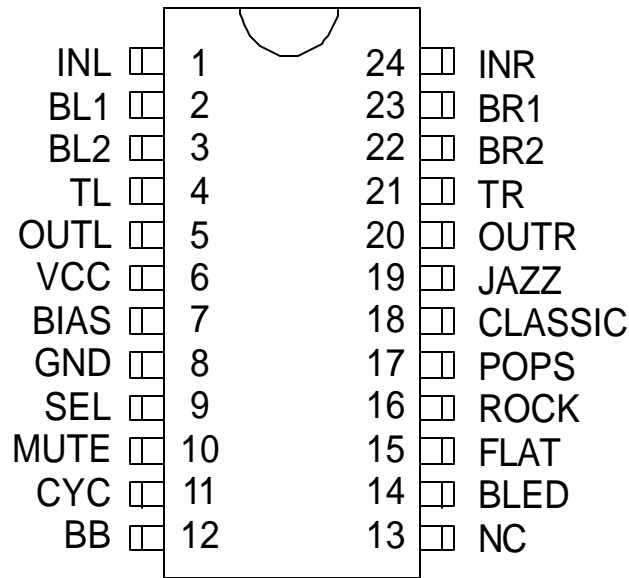 INL 1 24 INR
BL1 2 23 BR1
BL2 3 22 BR2
TL 4 21 TR
OUTL 5 20 OUTR
VCC 6 19 JAZZ
BIAS 7 18 CLASSIC
GND 8 17 POPS
SEL 9 16 ROCK
MUTE 10 15 FLAT
CYC 11 14 BLED
BB 12 13 NC